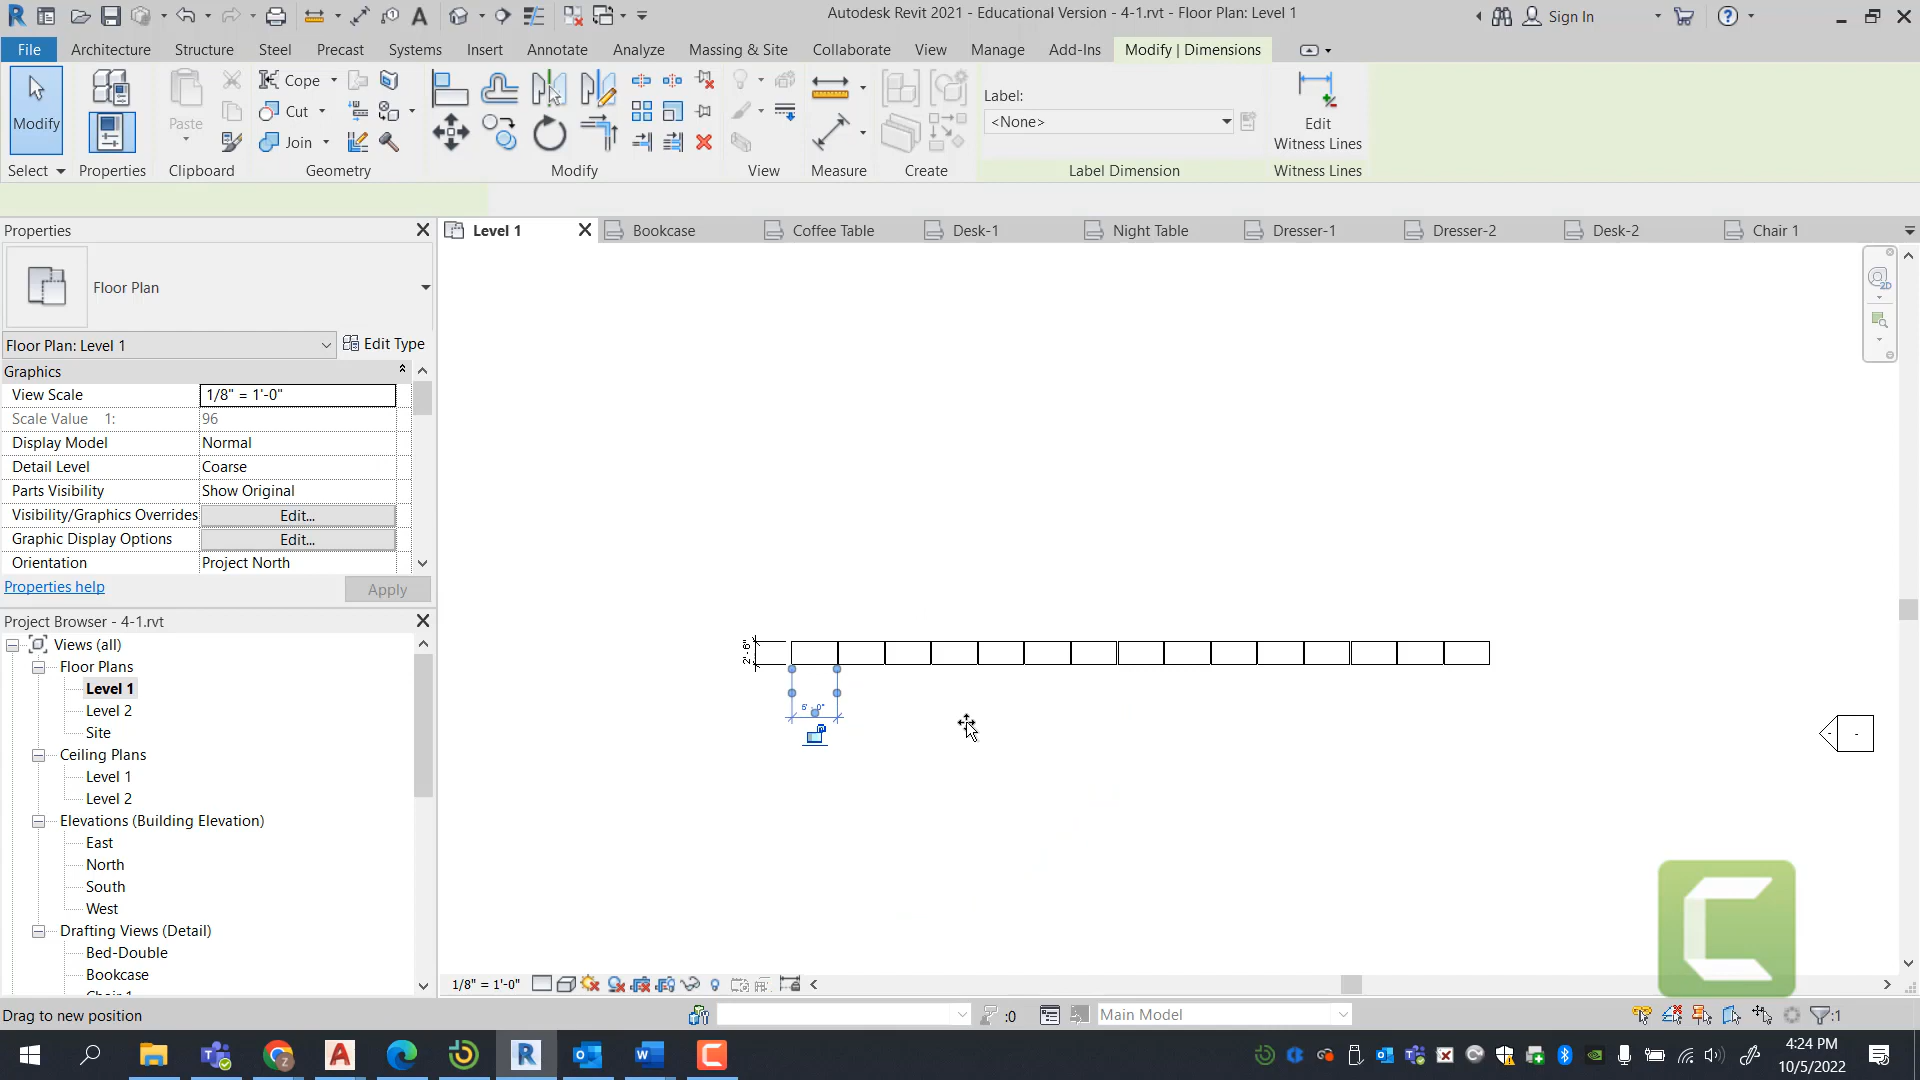 Autodesk Revit 2021 - Educational Version - 4-1.rvt - Floor Plan: Level 1
Sign In
File Architecture Structure Steel Precast Systems Insert Annotate Analyze Massing & Site Collaborate View Manage Add-Ins Modify | Dimensions
Modify
Paste
Cope
Cut
Join
Label:
<None>
Edit
Witness Lines
Select Properties Clipboard Geometry Modify View Measure Create Label Dimension Witness Lines
Properties
Level 1 Bookcase Coffee Table Desk-1 Night Table Dresser-1 Dresser-2 Desk-2 Chair 1
Floor Plan
Floor Plan: Level 1
Edit Type
Graphics
View Scale 1/8" = 1'-0"
Scale Value 1: 96
Display Model Normal
Detail Level Coarse
Parts Visibility Show Original
Visibility/Graphics Overrides Edit...
Graphic Display Options Edit...
Orientation Project North
Properties help
Apply
Project Browser - 4-1.rvt
Views (all)
Floor Plans
Level 1
Level 2
Site
Ceiling Plans
Level 1
Level 2
Elevations (Building Elevation)
East
North
South
West
Drafting Views (Detail)
Bed-Double
Bookcase
2' - 6"
2D
1/8" = 1'-0"
Drag to new position
:0
Main Model
:1
4:24 PM
10/5/2022